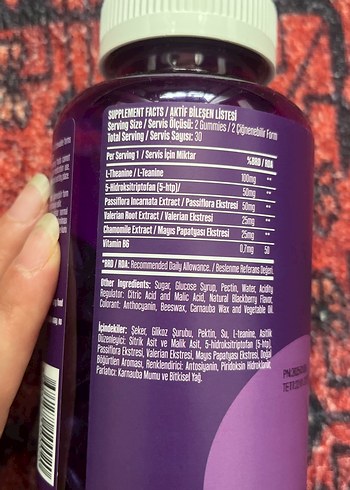 SUPPLEMENT FACTS / AKTİF BİLEŞEN LİSTESİ
Serving Size / Servis Ölçüsü: 2 Gummies / 2 Çiğnenebilir Form
Total Serving / Servis Sayısı: 30
Per Serving 1 / Servis İçin Miktar %BRD / RDA
L-Theanine / L-Teanine 100mg **
5-Hidroksitriptofan (5-htp)/ 50mg **
Passiflora Incarnata Extract / Passiflora Ekstresi 50mg **
Valerian Root Extract / Valerian Ekstresi 25mg **
Chamomile Extract / Mayıs Papatyası Ekstresi 25mg **
Vitamin B6 0,7mg 50
*BRD / RDA: Recommended Daily Allowance. / Beslenme Referans Değeri
Other Ingredients: Sugar, Glucose Syrup, Pectin, Water, Acidity
Regulator: Citric Acid and Malic Acid, Natural Blackberry Flavor,
Colorant: Anthocyanin, Beeswax, Carnauba Wax and Vegetable Oil.
İçindekiler: Şeker, Glikoz Şurubu, Pektin, Su, L-teanine, Asitlik
Düzenleyici: Sitrik Asit ve Malik Asit, 5-hidroksitriptofan (5-htp),
Passiflora Ekstresi, Valerian Ekstresi, Mayıs Papatyası Ekstresi, Doğal
Böğürtlen Aroması, Renklendirici: Antosiyanin, Piridoksin Hidroklorür,
Parlatıcı: Karnauba Mumu ve Bitkisel Yağ.